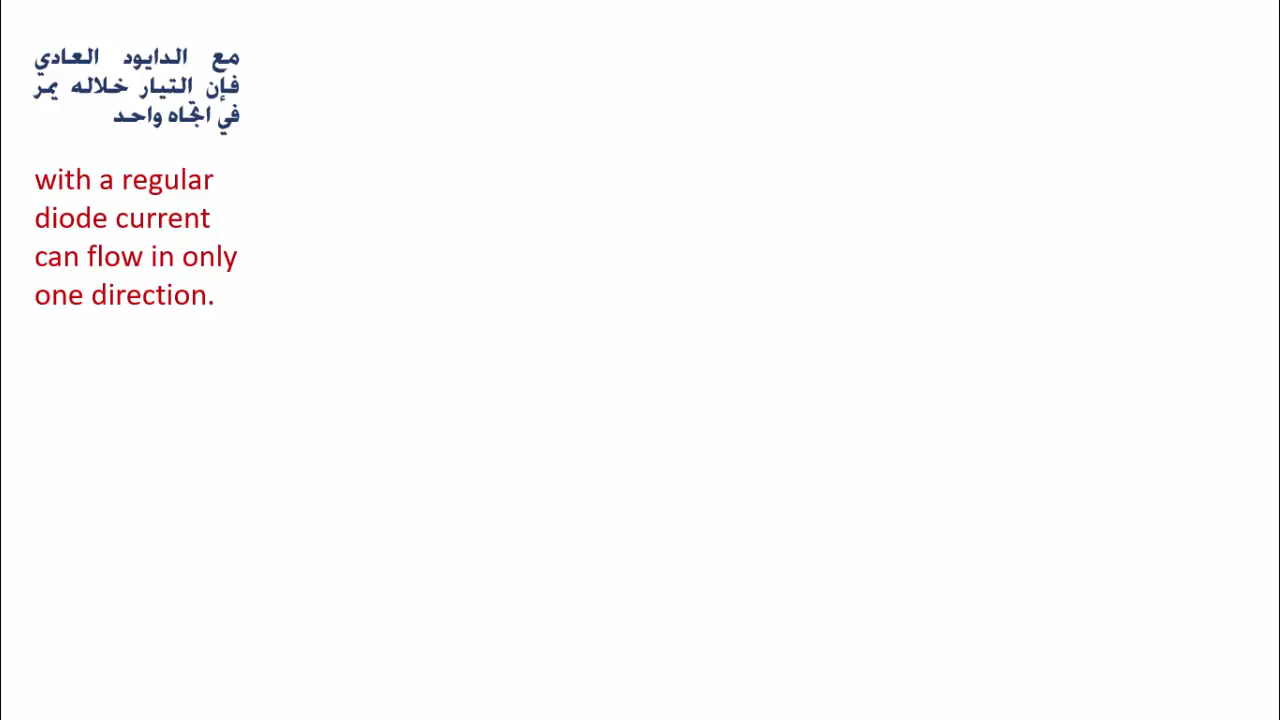 مع الدايود العادي
فإن التيار خلاله يمر
في اتجاه واحد
with a regular
diode current
can flow in only
one direction.